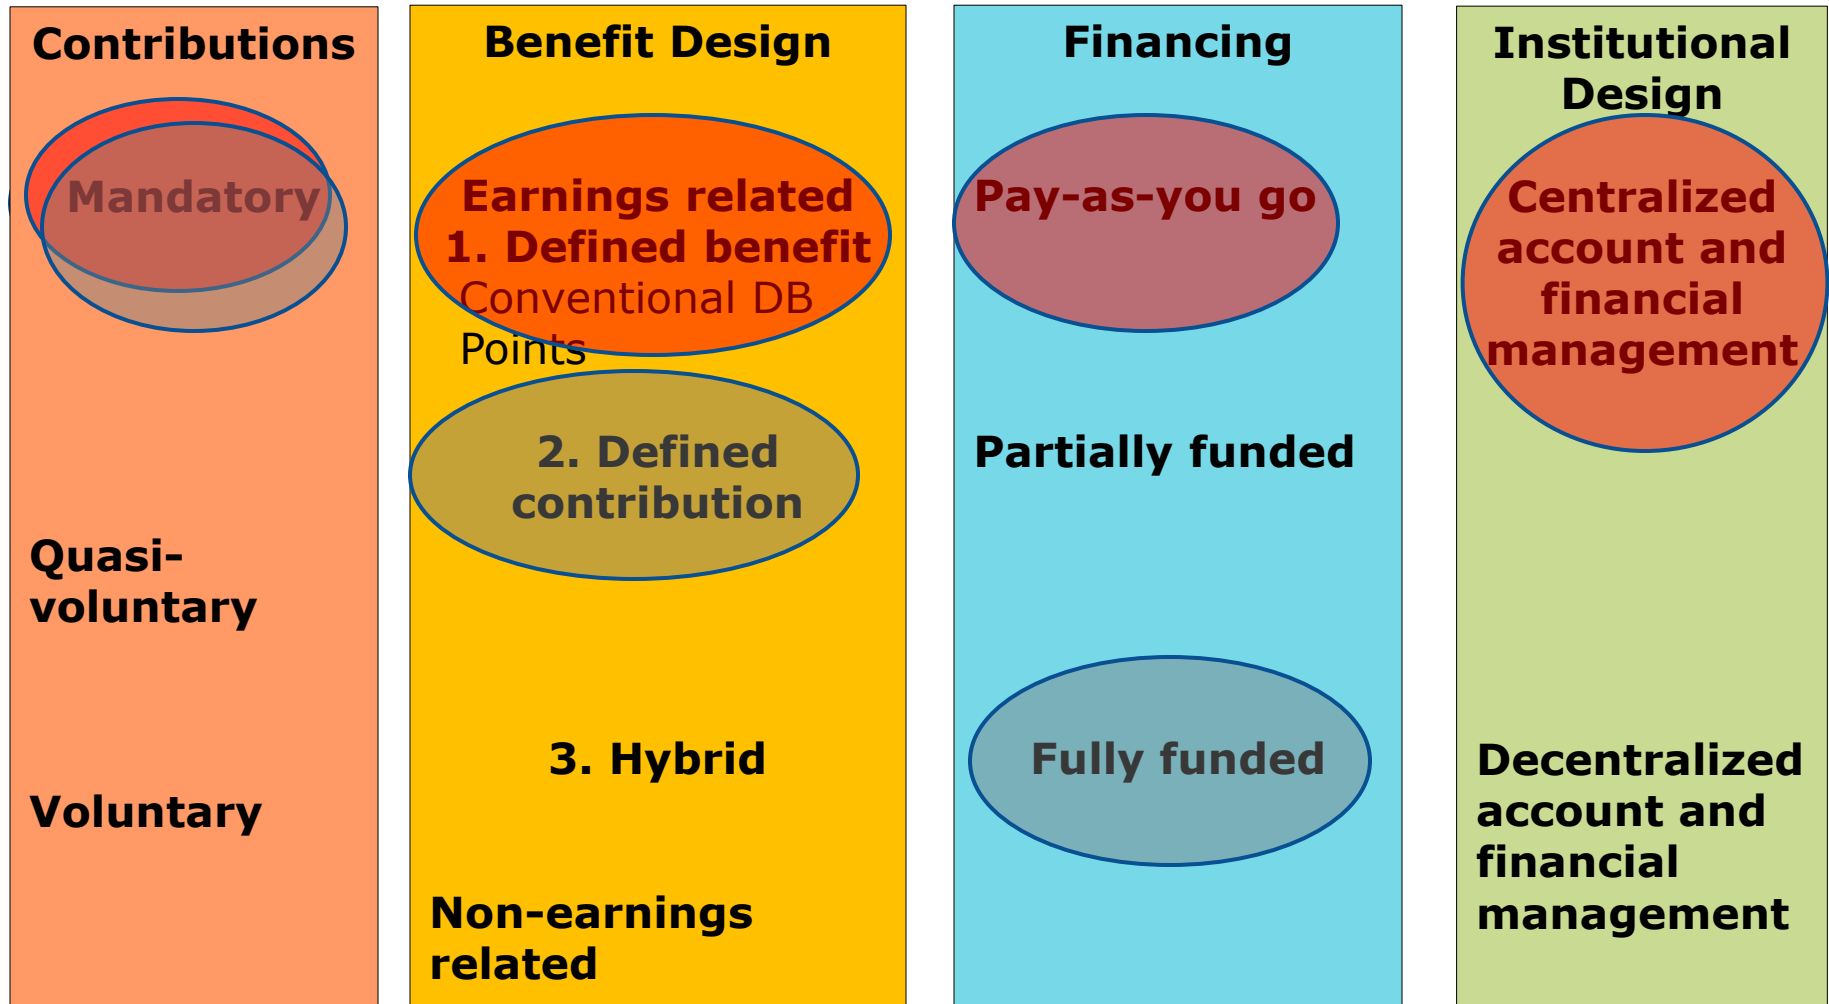 Contributions
Mandatory
Quasi-
voluntary
Voluntary
Benefit Design
Earnings related
1. Defined benefit
Conventional DB
Points
2. Defined
contribution
3. Hybrid
Non-earnings
related
Financing
Pay-as-you go
Partially funded
Fully funded
Institutional
Design
Centralized
account and
financial
management
Decentralized
account and
financial
management